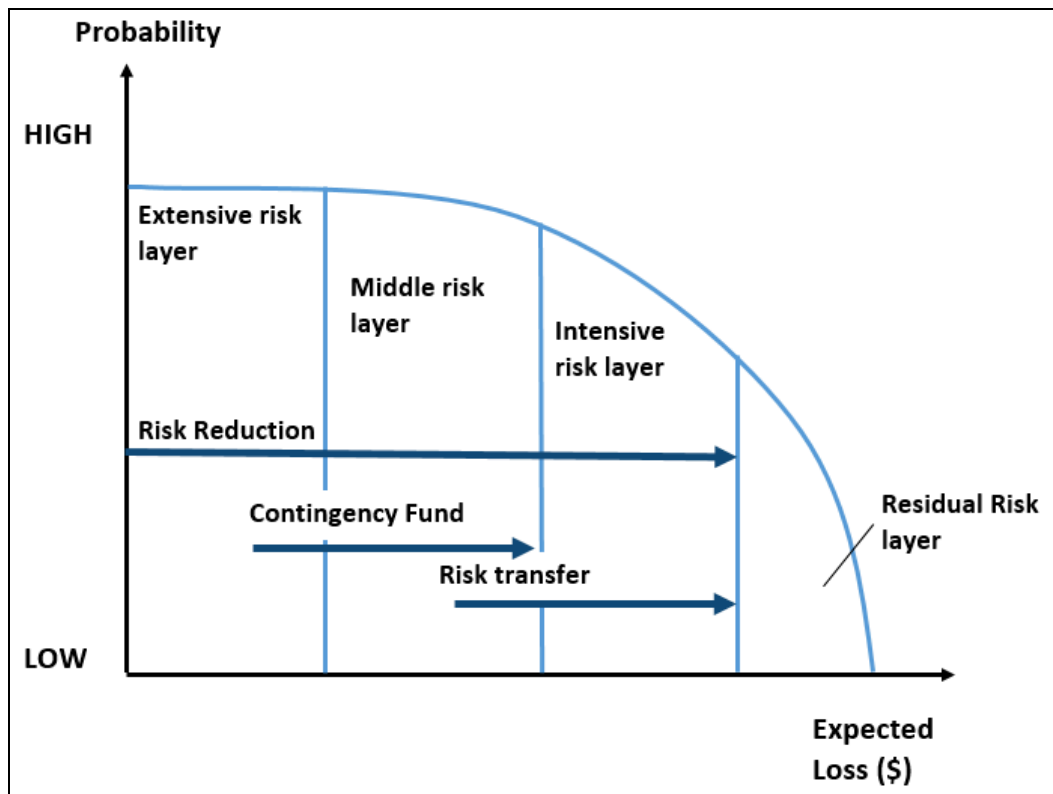 Probability
HIGH
Extensive risk
layer
Middle risk
layer
Intensive
risk layer
Risk Reduction
Contingency Fund
Residual Risk
layer
Risk transfer
LOW
Expected
Loss ($)